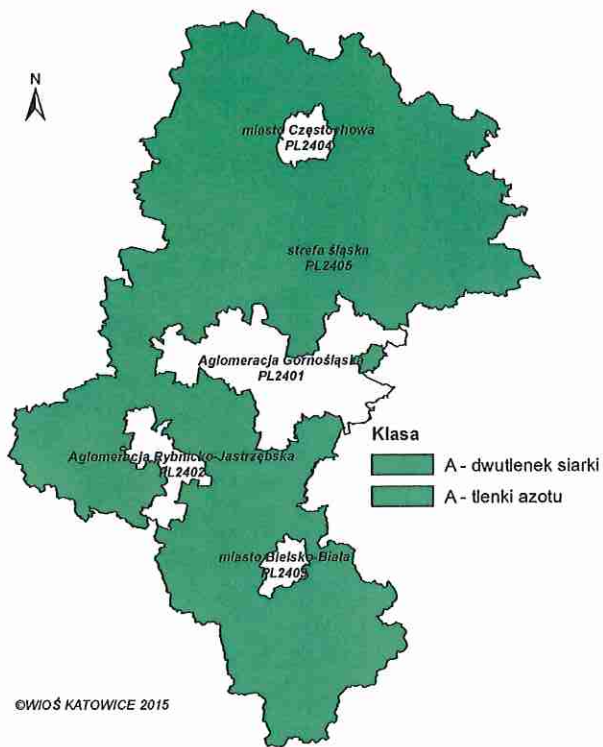 N
miasto Częstochowa
PL2404
strefa śląska
PL2405
Aglomeracja Górnośląska
PL2401
Klasa
A - dwutlenek siarki
A - tlenki azotu
Aglomeracja Rybnicko-Jastrzębska
PL2402
miasto Bielsko-Biała
PL2403
©WIOŚ KATOWICE 2015